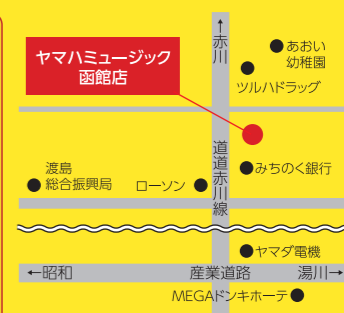 ↑赤川
あおい
幼稚園
ツルハドラッグ
ヤマハミュージック
函館店
道道赤川線
みちのく銀行
渡島
総合振興局
ローソン
ヤマダ電機
←昭和
産業道路
湯川→
MEGAドンキホーテ